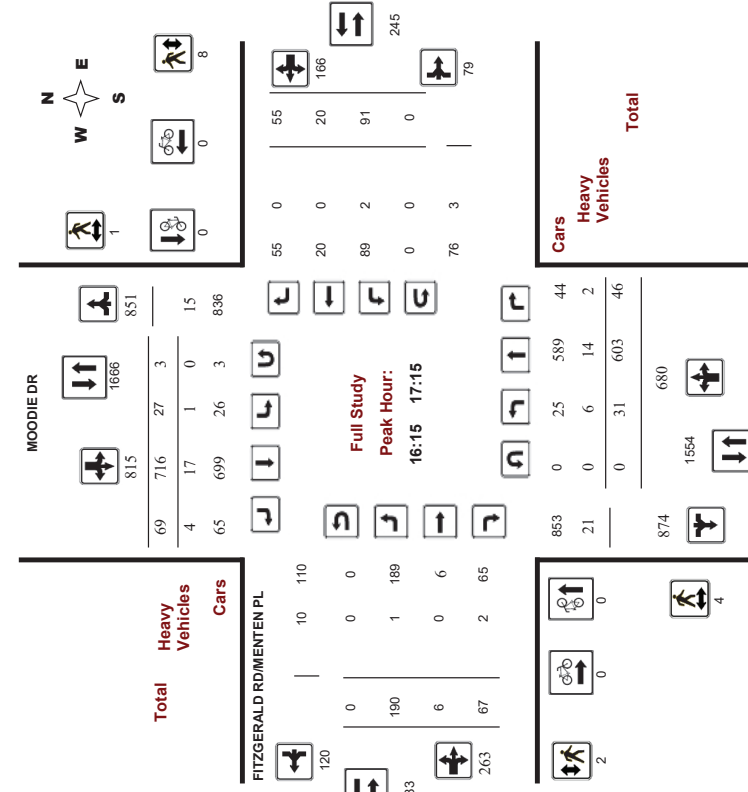 MOODIE DR
N
E
W
S
8
0
1
0
851
1666
815
69 716 27 3
4 17 1 0 15
65 699 26 3 836
Total
Heavy
Vehicles
Cars
245
166
79
55 0 55
20 0 20
89 2 91
0 0 0
76 3
Full Study
Peak Hour:
16:15 17:15
FITZGERALD RD/MENTEN PL
10 110
0 0 0
190 1 189
6 0 6
67 2 65
120
263
Cars
Heavy
Vehicles
Total
853 0 25 589 44
21 0 6 14 2
0 31 603 46
874
1554
680
0
0
2
4